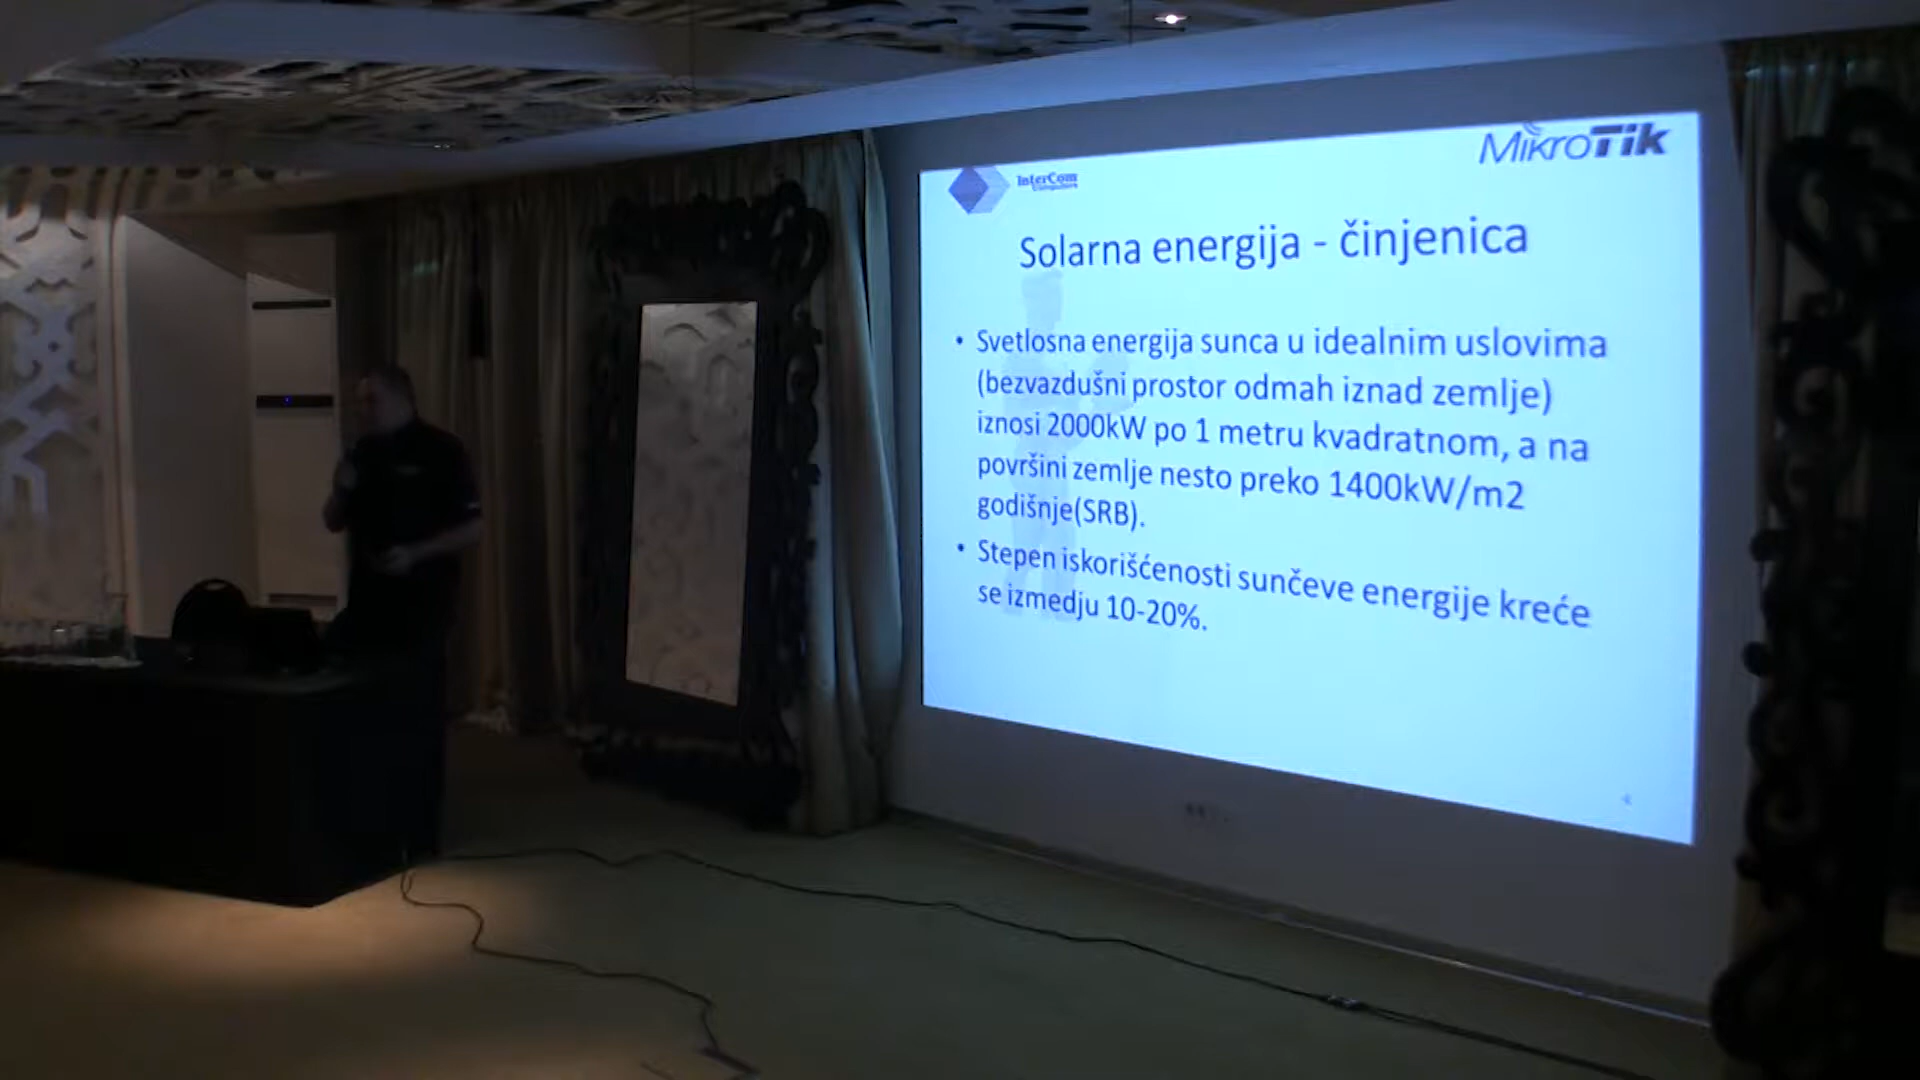 MikroTik
InterCom
Computers
Solarna energija - činjenica
• Svetlosna energija sunca u idealnim uslovima
(bezvazdušni prostor odmah iznad zemlje)
iznosi 2000kW po 1 metru kvadratnom, a na
površini zemlje nesto preko 1400kW/m2
godišnje(SRB).
• Stepen iskorišćenosti sunčeve energije kreće
se izmedju 10-20%.